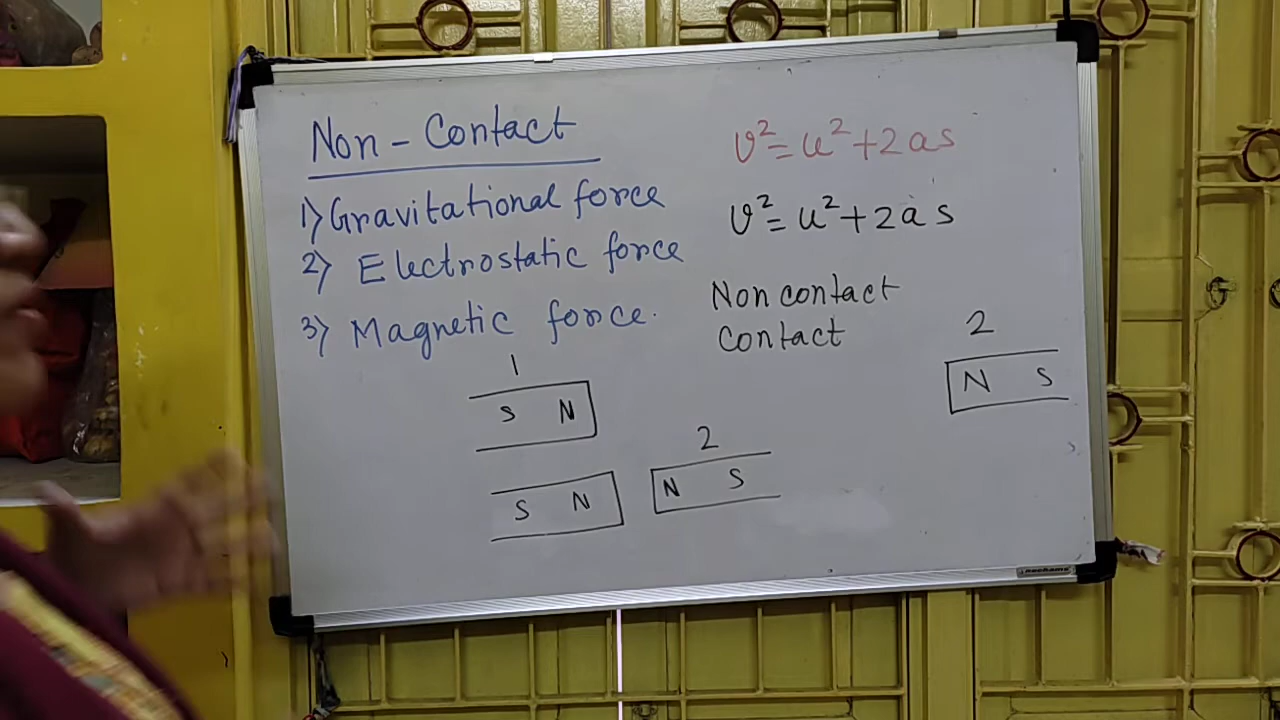 Non - Contact
1) Gravitational force
2) Electrostatic force
3) Magnetic force.
v² = u² + 2as
v² = u² + 2as
Non contact
Contact
1
S N
2
N S
S N
2
N S